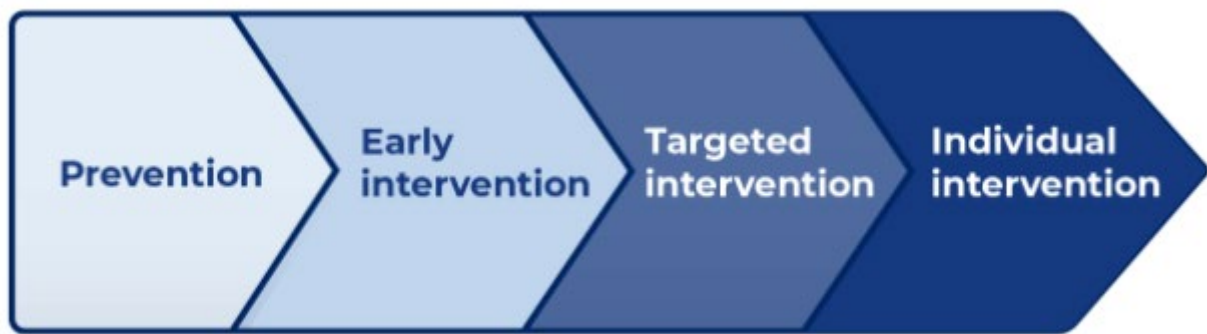 Prevention
Early
intervention
Targeted
intervention
Individual
intervention